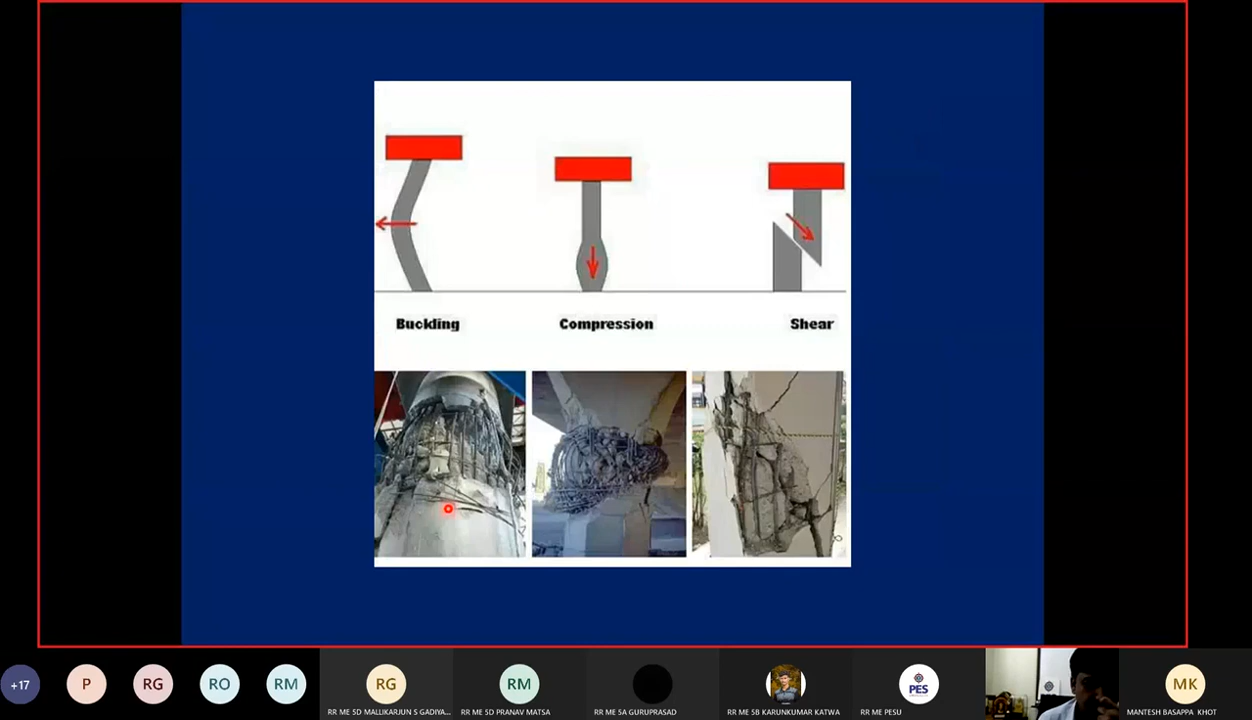 Buckling Compression Shear
+17 P RG RO RM RG RM PES MK
RR ME 5D MALLIKARJUN S GADIYA... RR ME 5D PRANAV MATSA RR ME 5A GURUPRASAD RR ME 5B KARUNKUMAR KATWA RR ME PESU MANTESH BASAPPA KHOT